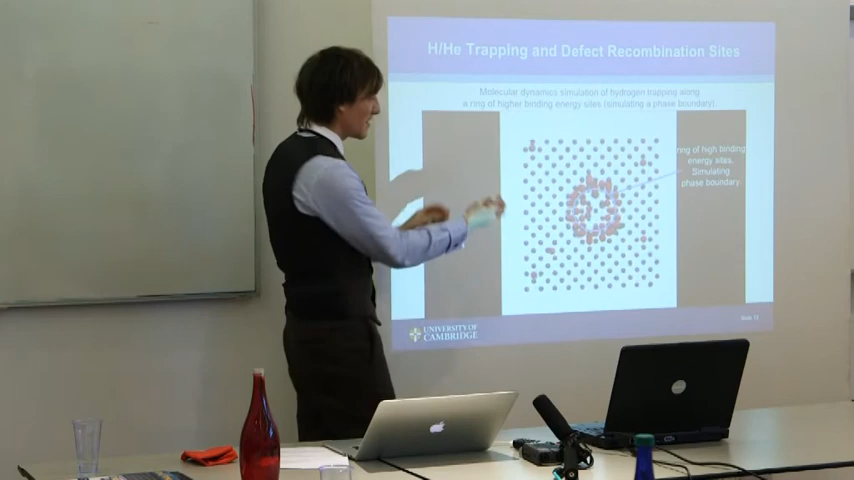 H/He Trapping and Defect Recombination Sites
Molecular dynamics simulation of hydrogen trapping along
a ring of higher binding energy sites (simulating a phase boundary).
ring of high binding
energy sites.
Simulating
phase boundary
UNIVERSITY OF
CAMBRIDGE